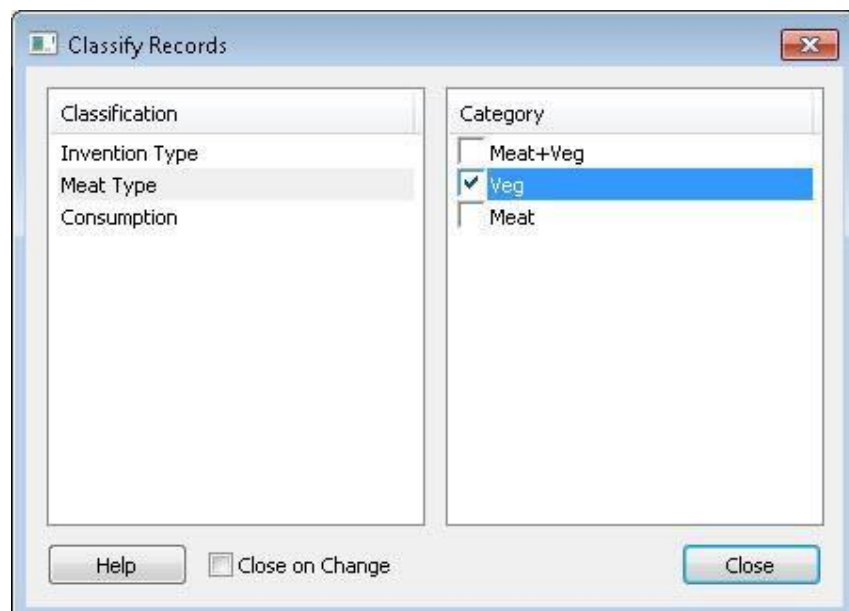 Classify Records
Classification
Invention Type
Meat Type
Consumption
Category
Meat+Veg
Veg
Meat
Help
Close on Change
Close